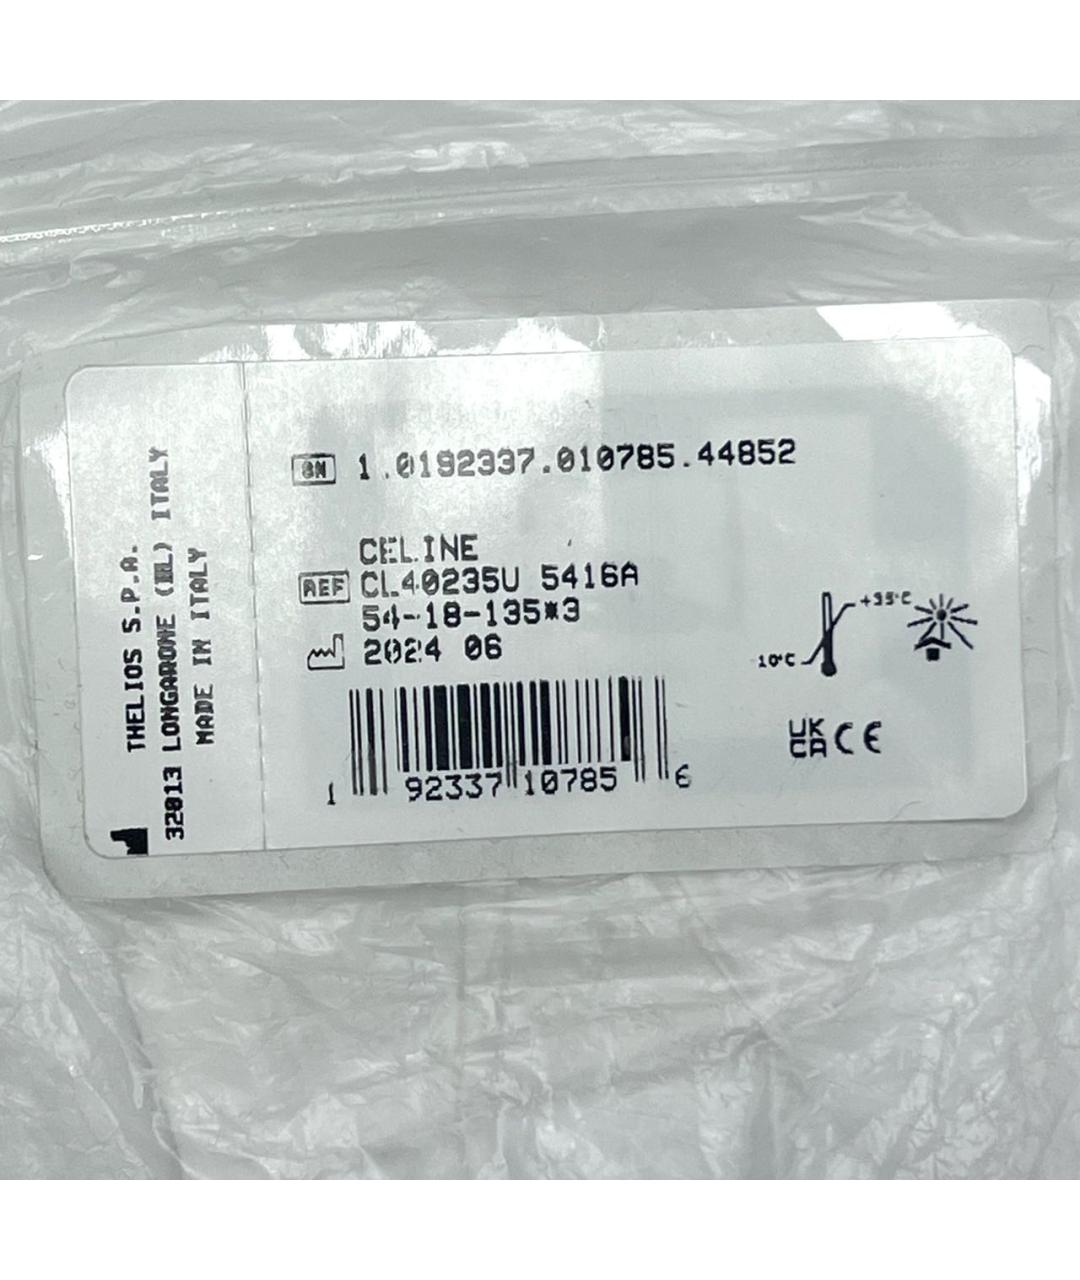 THELIOS S.P.A.
32013 LONGARONE (BL) ITALY
MADE IN ITALY
SN 1.0192337.010785.44852
CELINE
REF CL40235U 5416A
54-18-135*3
2024 06
1 92337 10785 6
+35°C
10°C
UK
CA CE